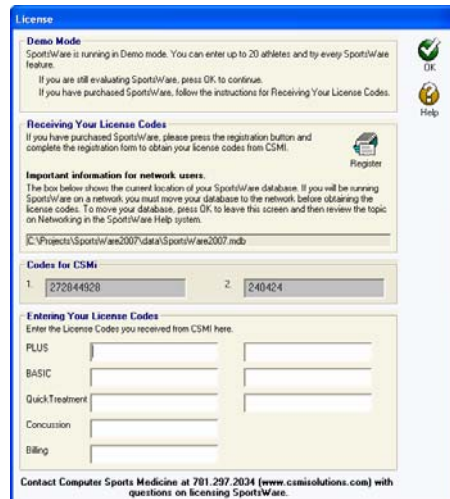 License
Demo Mode
SportsWare is running in Demo mode. You can enter up to 20 athletes and try every SportsWare
feature.
If you are still evaluating SportsWare, press OK to continue.
If you have purchased SportsWare, follow the instructions for Receiving Your License Codes.
OK
Help
Receiving Your License Codes
If you have purchased SportsWare, please press the registration button and
complete the registration form to obtain your license codes from CSMI.
Register
Important information for network users.
The box below shows the current location of your SportsWare database. If you will be running
SportsWare on a network you must move your database to the network before obtaining the
license codes. To move your database, press OK to leave this screen and then review the topic
on Networking in the SportsWare Help system.
C:\Projects\SportsWare2007\data\SportsWare2007.mdb
Codes for CSMi
1. 272844928 2. 240424
Entering Your License Codes
Enter the License Codes you received from CSMI here.
PLUS
BASIC
QuickTreatment
Concussion
Billing
Contact Computer Sports Medicine at 781.297.2034 (www.csmisolutions.com) with
questions on licensing SportsWare.